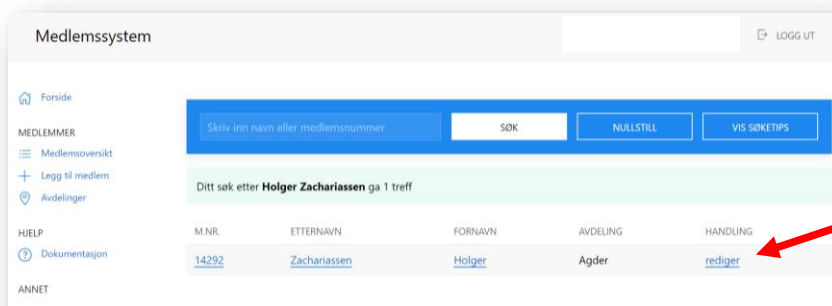 Medlemssystem
LOGG UT
Forside
MEDLEMMER
Medlemsoversikt
Legg til medlem
Avdelinger
HJELP
Dokumentasjon
ANNET
Skriv inn navn eller medlemsnummer
SØK
NULLSTILL
VIS SØKETIPS
Ditt søk etter Holger Zachariassen ga 1 treff
M.NR. ETTERNAVN FORNAVN AVDELING HANDLING
14292 Zachariassen Holger Agder rediger